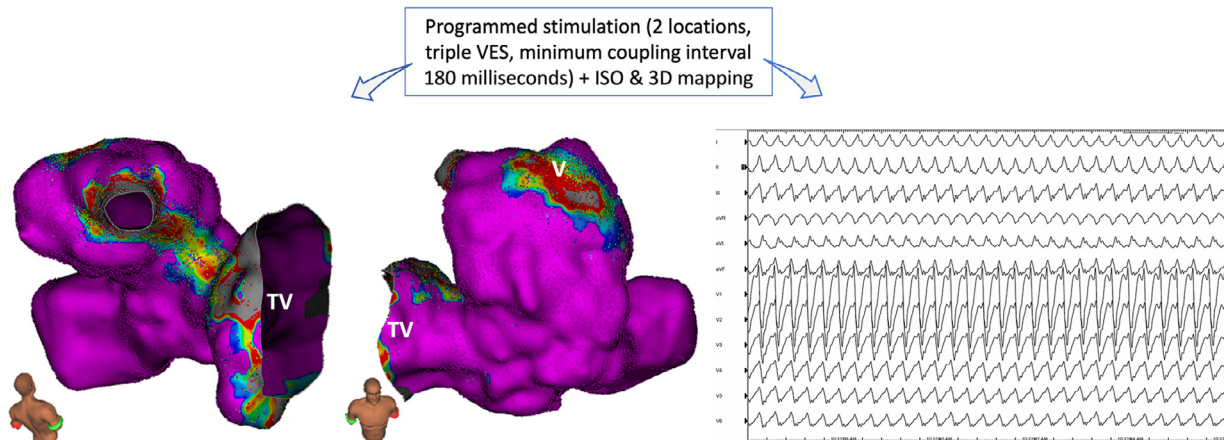 Programmed stimulation (2 locations,
triple VES, minimum coupling interval
180 milliseconds) + ISO & 3D mapping
V
TV
TV
I
II
III
aVR
aVL
aVF
V1
V2
V3
V4
V6